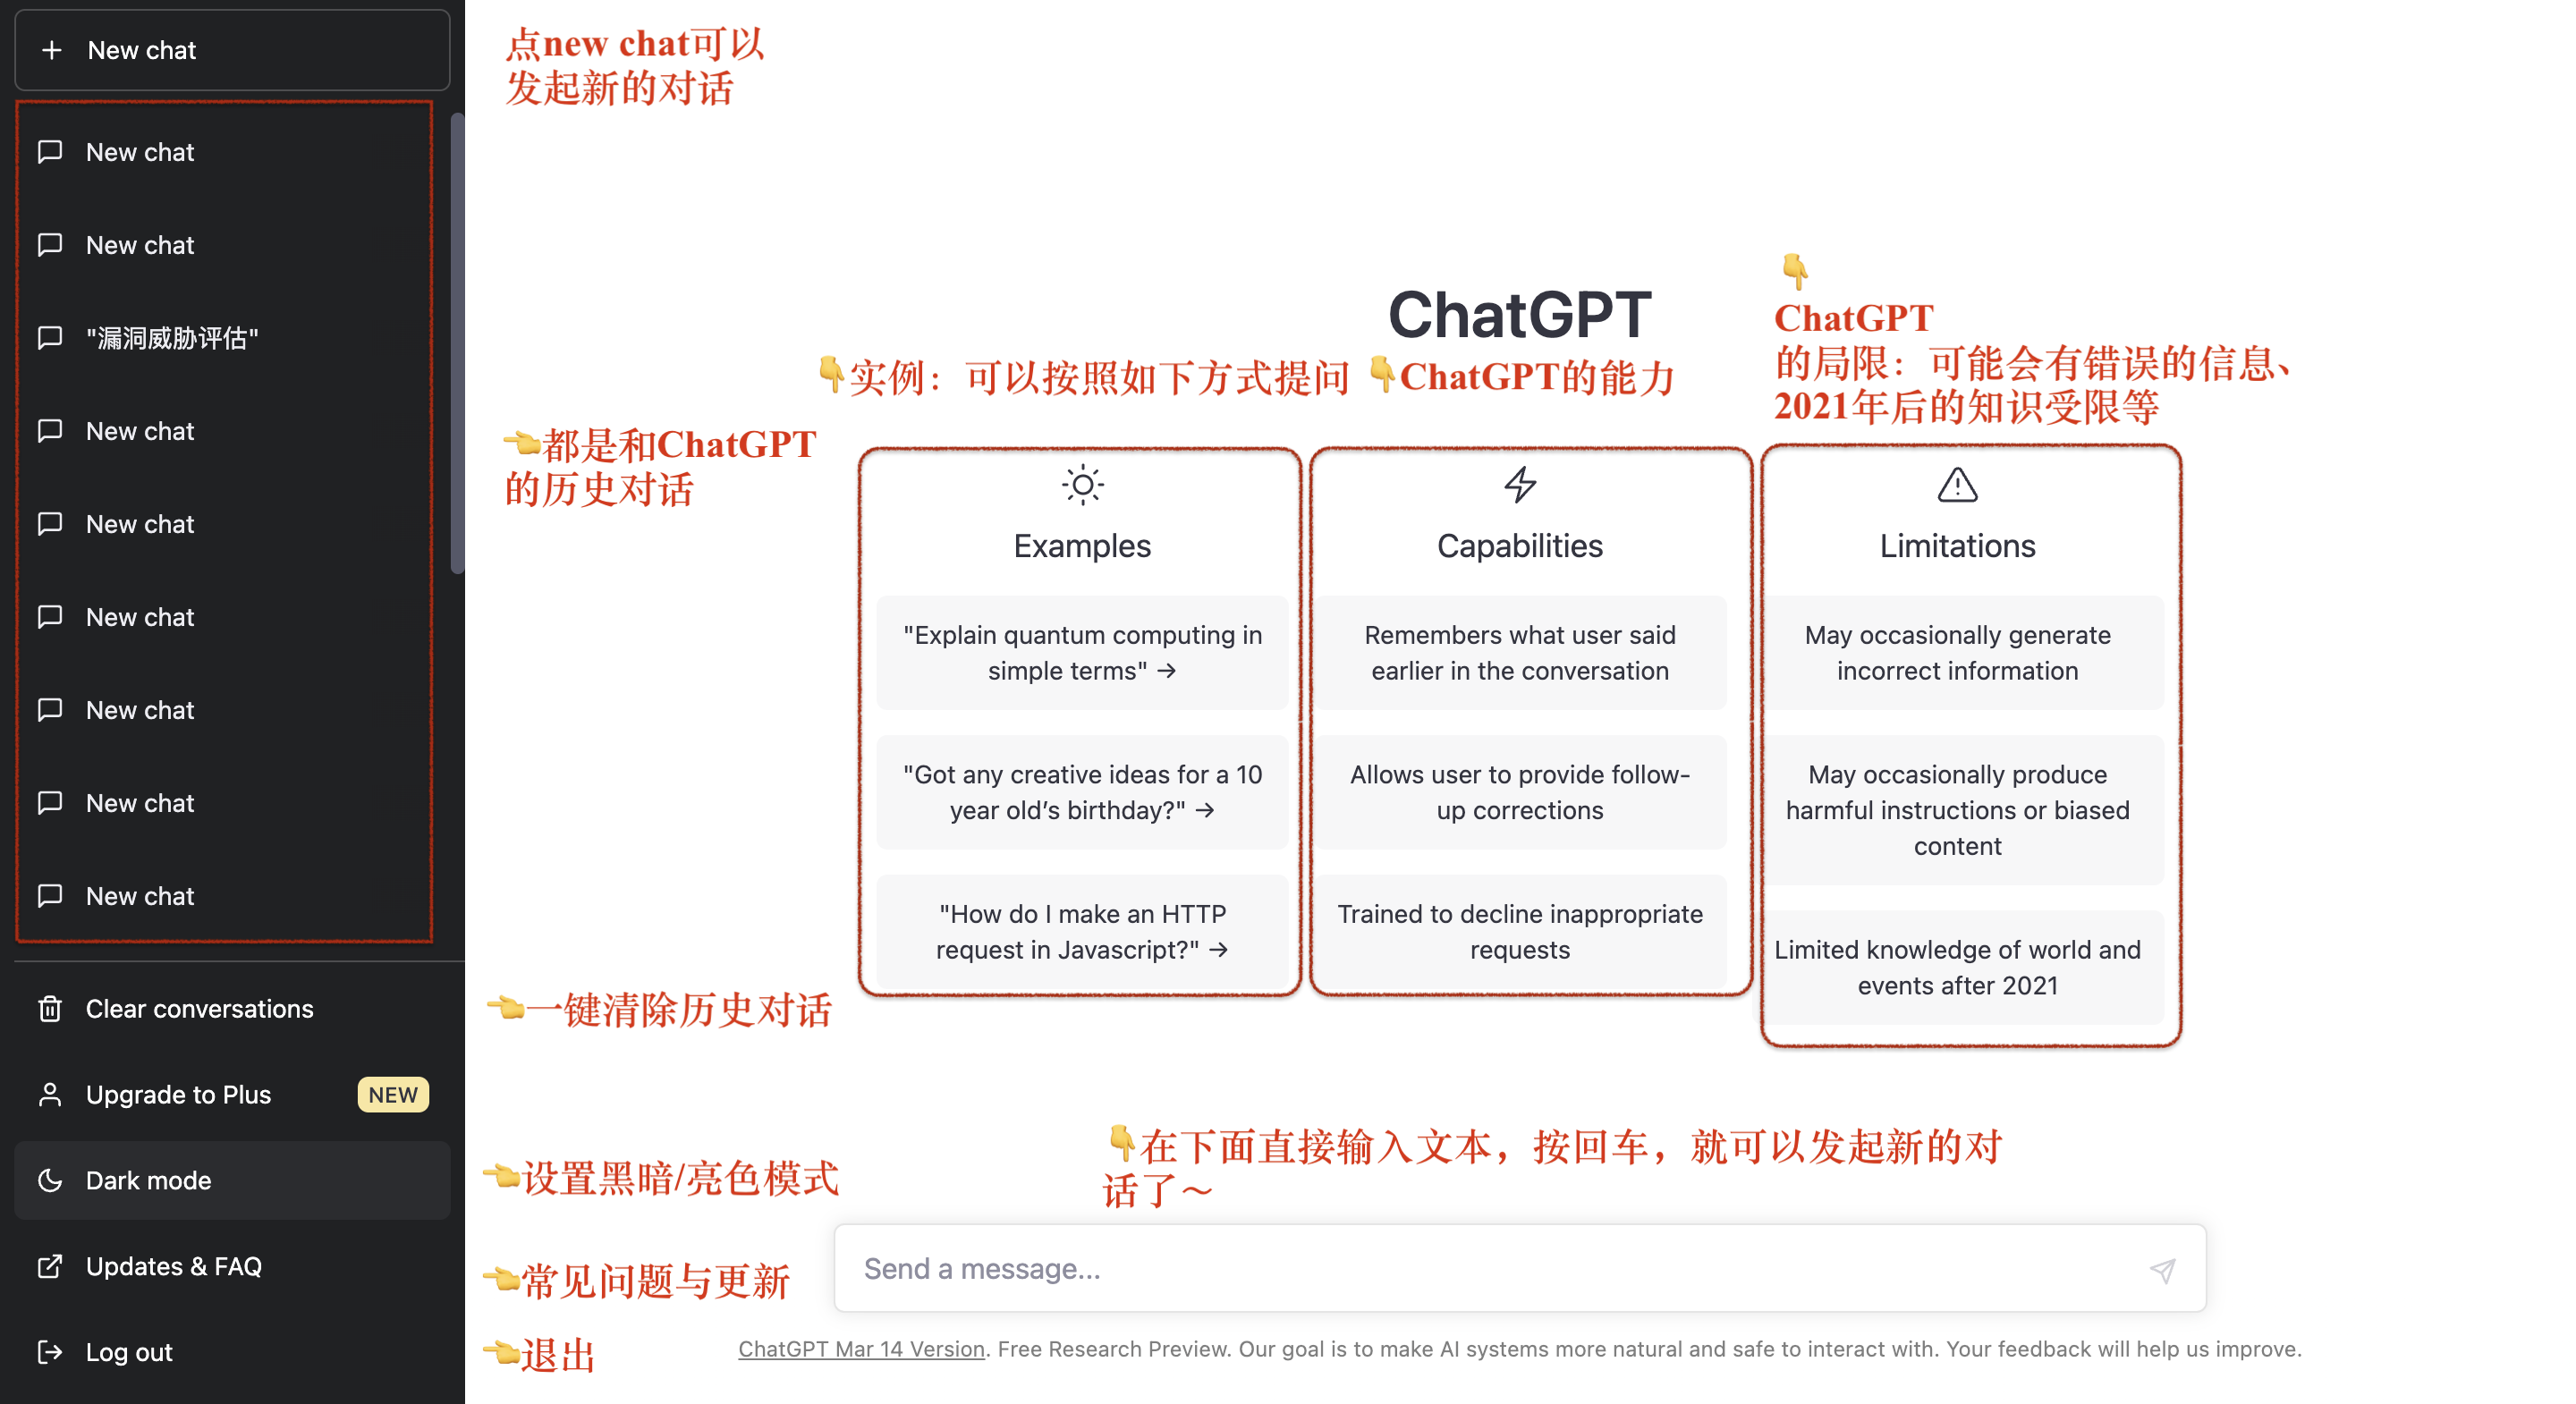 New chat
New chat
New chat
"漏洞威胁评估"
New chat
New chat
New chat
New chat
New chat
New chat
Clear conversations
Upgrade to Plus
NEW
Dark mode
Updates & FAQ
Log out
点new chat可以
发起新的对话
👈都是和ChatGPT
的历史对话
👈一键清除历史对话
👈设置黑暗/亮色模式
👈常见问题与更新
👈退出
ChatGPT
👇实例：可以按照如下方式提问
👇ChatGPT的能力
👇
ChatGPT
的局限：可能会有错误的信息、
2021年后的知识受限等
Examples
"Explain quantum computing in
simple terms" →
"Got any creative ideas for a 10
year old’s birthday?" →
"How do I make an HTTP
request in Javascript?" →
Capabilities
Remembers what user said
earlier in the conversation
Allows user to provide follow-
up corrections
Trained to decline inappropriate
requests
Limitations
May occasionally generate
incorrect information
May occasionally produce
harmful instructions or biased
content
Limited knowledge of world and
events after 2021
👇在下面直接输入文本，按回车，就可以发起新的对
话了～
Send a message...
ChatGPT Mar 14 Version. Free Research Preview. Our goal is to make AI systems more natural and safe to interact with. Your feedback will help us improve.